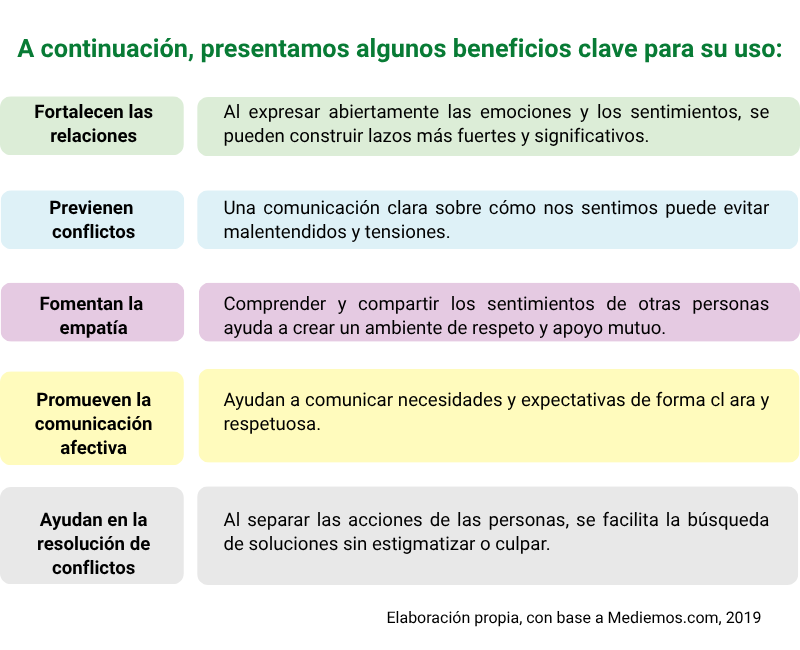 A continuación, presentamos algunos beneficios clave para su uso:
Fortalecen las
relaciones
Al expresar abiertamente las emociones y los sentimientos, se
pueden construir lazos más fuertes y significativos.
Previenen
conflictos
Una comunicación clara sobre cómo nos sentimos puede evitar
malentendidos y tensiones.
Fomentan la
empatía
Comprender y compartir los sentimientos de otras personas
ayuda a crear un ambiente de respeto y apoyo mutuo.
Promueven la
comunicación
afectiva
Ayudan a comunicar necesidades y expectativas de forma cl ara y
respetuosa.
Ayudan en la
resolución de
conflictos
Al separar las acciones de las personas, se facilita la búsqueda
de soluciones sin estigmatizar o culpar.
Elaboración propia, con base a Mediemos.com, 2019